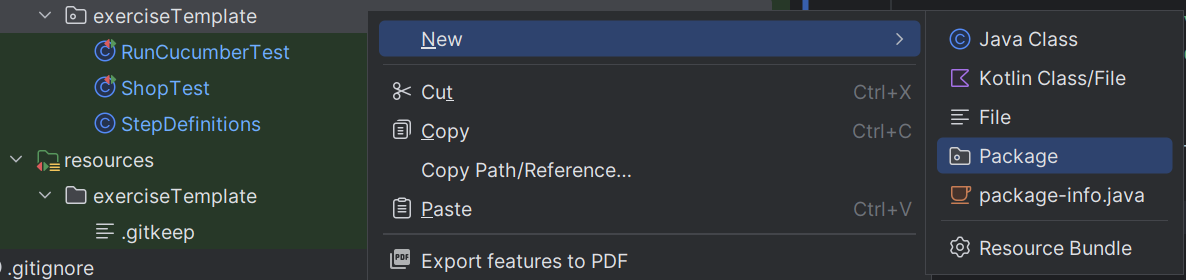 exerciseTemplate
RunCucumberTest
ShopTest
StepDefinitions
resources
exerciseTemplate
.gitkeep
.gitignore
New
Cut Ctrl+X
Copy Ctrl+C
Copy Path/Reference...
Paste Ctrl+V
PDF Export features to PDF
Java Class
Kotlin Class/File
File
Package
package-info.java
Resource Bundle